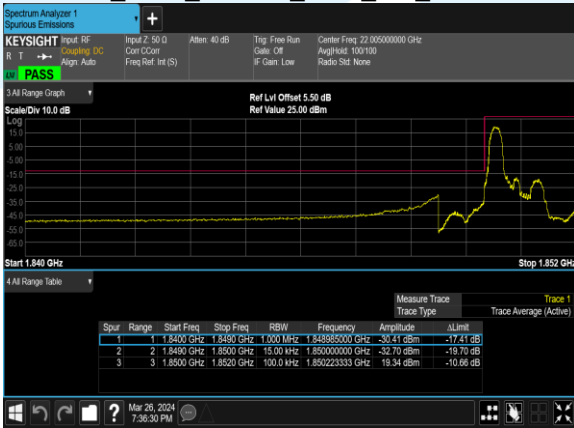 Spectrum Analyzer 1
Spurious Emissions
KEYSIGHT Input: RF Input Z: 50 Ω Atten: 40 dB Trig: Free Run Center Freq: 22.005000000 GHz
R T Coupling: DC Corr CCorr Gate: Off Avg|Hold: 100/100
Align: Auto Freq Ref: Int (S) IF Gain: Low Radio Std: None
PASS
3 All Range Graph
Ref Lvl Offset 5.50 dB
Scale/Div 10.0 dB Ref Value 25.00 dBm
Log
15.0
5.00
-5.00
-15.0
-25.0
-35.0
-45.0
-55.0
-65.0
Start 1.840 GHz Stop 1.852 GHz
4 All Range Table
Measure Trace Trace 1
Trace Type Trace Average (Active)
Spur Range Start Freq Stop Freq RBW Frequency Amplitude ΔLimit
1 1 1.8400 GHz 1.8490 GHz 1.000 MHz 1.848985000 GHz -30.41 dBm -17.41 dB
2 2 1.8490 GHz 1.8500 GHz 15.00 kHz 1.850000000 GHz -32.70 dBm -19.70 dB
3 3 1.8500 GHz 1.8520 GHz 100.0 kHz 1.850223333 GHz 19.34 dBm -10.66 dB
? Mar 26, 2024
7:36:30 PM